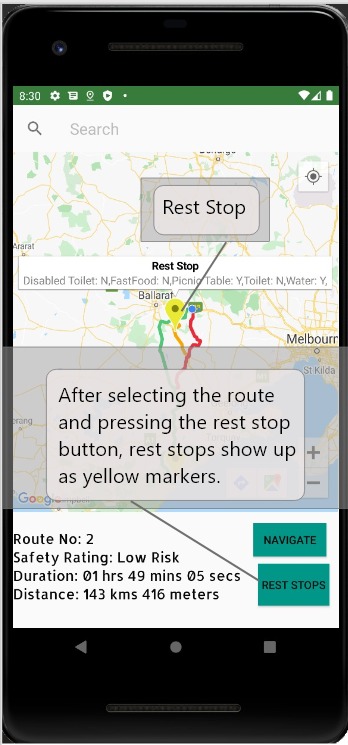 8:30
Search
Rest Stop
Ararat
Rest Stop
Disabled Toilet: N,FastFood: N,Picnic Table: Y,Toilet: N,Water: Y,
Ballarat
Melbourn
St Kilda
After selecting the route
and pressing the rest stop
button, rest stops show up
as yellow markers.
Google
Route No: 2
NAVIGATE
Safety Rating: Low Risk
Duration: 01 hrs 49 mins 05 secs
REST STOPS
Distance: 143 kms 416 meters